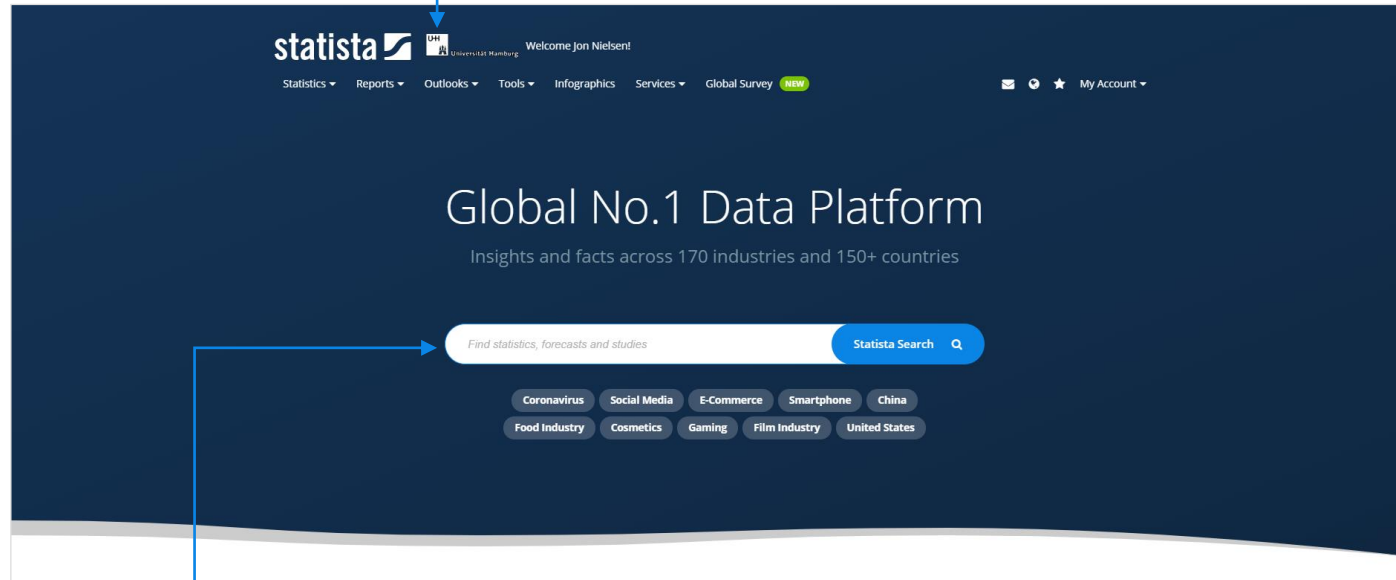 statista UH Universität Hamburg Welcome Jon Nielsen!
Statistics Reports Outlooks Tools Infographics Services Global Survey NEW My Account
Global No.1 Data Platform
Insights and facts across 170 industries and 150+ countries
Find statistics, forecasts and studies Statista Search
Coronavirus Social Media E-Commerce Smartphone China
Food Industry Cosmetics Gaming Film Industry United States